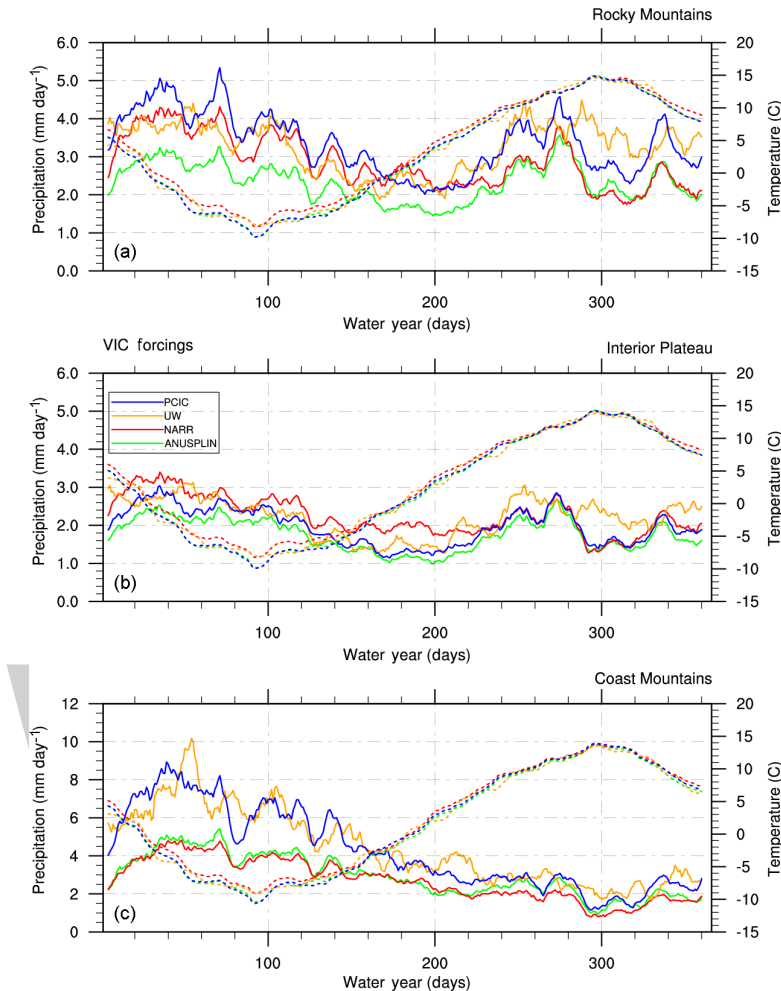 Rocky Mountains
6.0
5.0
4.0
3.0
2.0
1.0
0.0
Precipitation (mm day⁻¹)
20
15
10
5
0
-5
-10
-15
Temperature (C)
(a)
100
200
300
Water year (days)
VIC forcings
Interior Plateau
6.0
5.0
4.0
3.0
2.0
1.0
0.0
Precipitation (mm day⁻¹)
PCIC
UW
NARR
ANUSPLIN
20
15
10
5
0
-5
-10
-15
Temperature (C)
(b)
100
200
300
Water year (days)
Coast Mountains
12
10
8
6
4
2
0
Precipitation (mm day⁻¹)
20
15
10
5
0
-5
-10
-15
Temperature (C)
(c)
100
200
300
Water year (days)